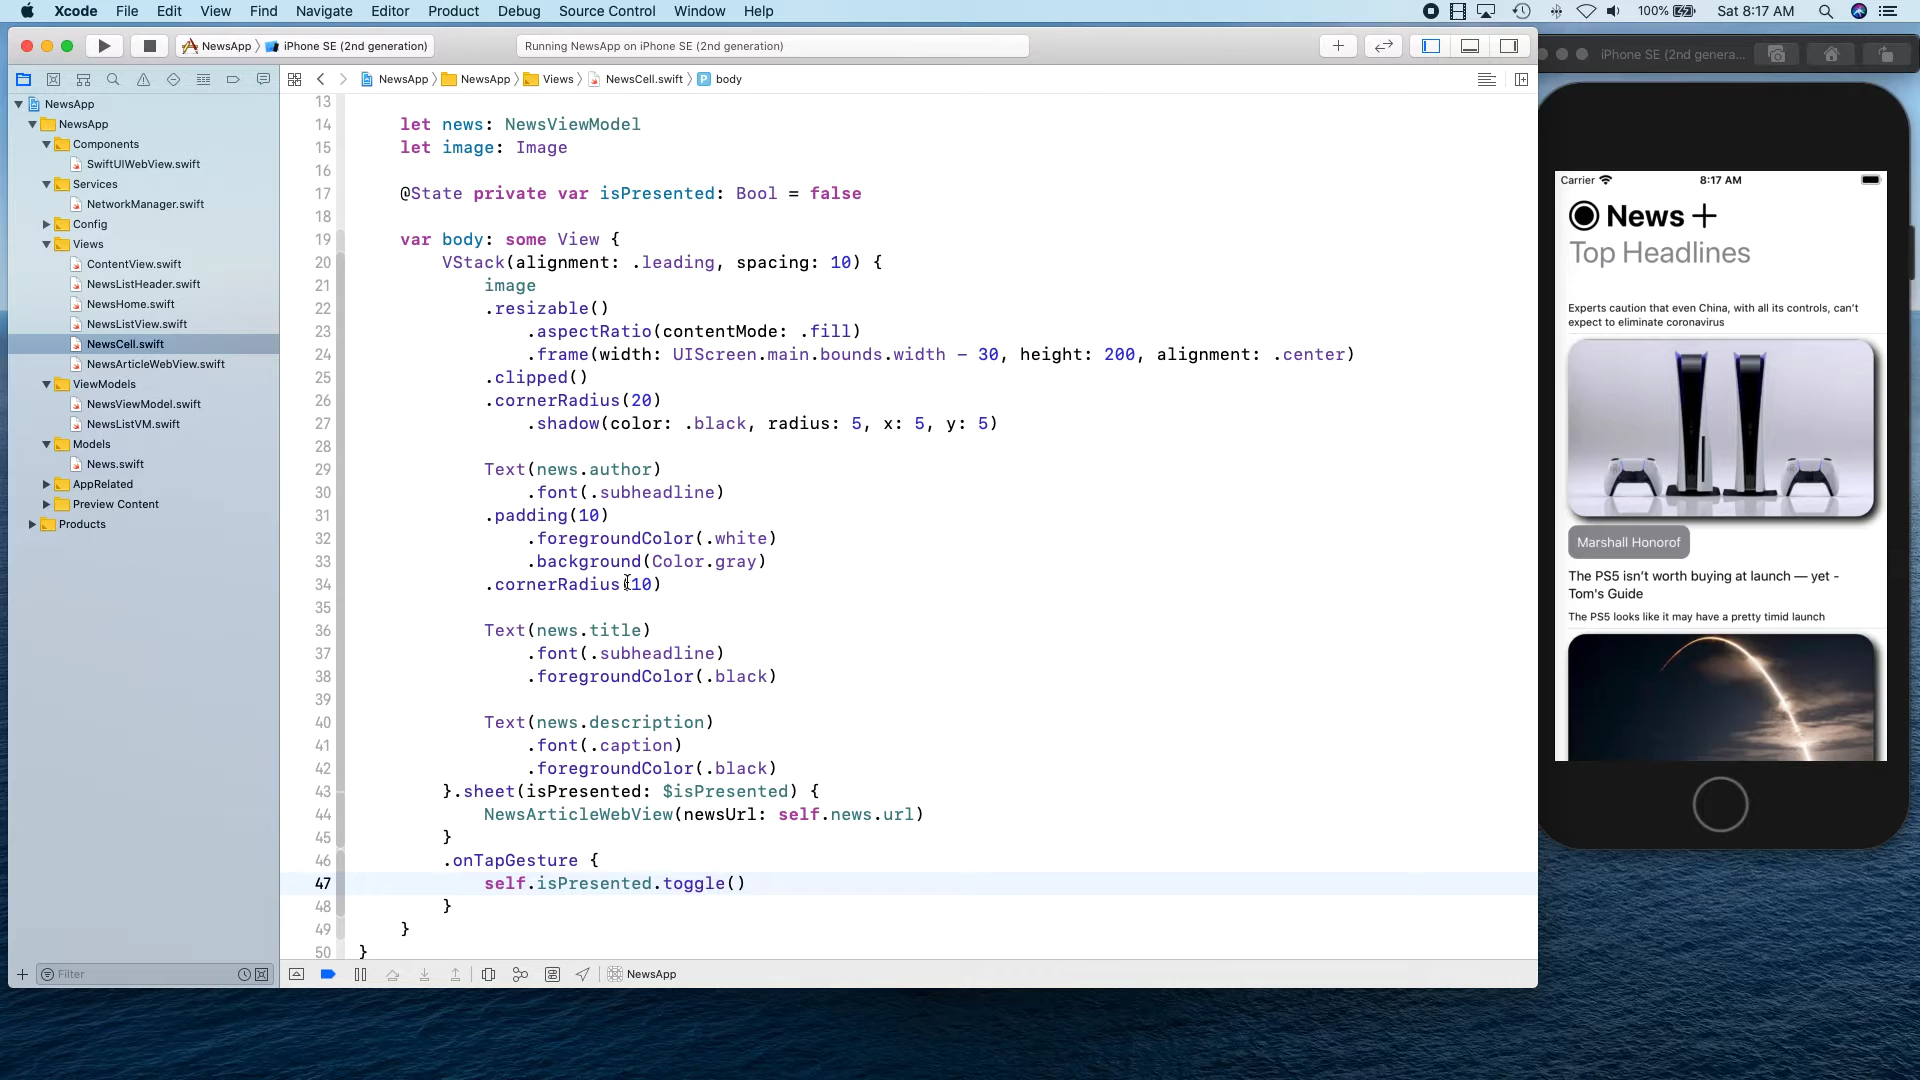 Xcode File Edit View Find Navigate Editor Product Debug Source Control Window Help 100% Sat 8:17 AM
NewsApp iPhone SE (2nd generation) Running NewsApp on iPhone SE (2nd generation) iPhone SE (2nd genera...
NewsApp NewsApp Views NewsCell.swift P body
NewsApp
NewsApp
Components
SwiftUIWebView.swift
Services
NetworkManager.swift
Config
Views
ContentView.swift
NewsListHeader.swift
NewsHome.swift
NewsListView.swift
NewsCell.swift
NewsArticleWebView.swift
ViewModels
NewsViewModel.swift
NewsListVM.swift
Models
News.swift
AppRelated
Preview Content
Products
Filter
13
14 let news: NewsViewModel
15 let image: Image
16
17 @State private var isPresented: Bool = false
18
19 var body: some View {
20 VStack(alignment: .leading, spacing: 10) {
21 image
22 .resizable()
23 .aspectRatio(contentMode: .fill)
24 .frame(width: UIScreen.main.bounds.width - 30, height: 200, alignment: .center)
25 .clipped()
26 .cornerRadius(20)
27 .shadow(color: .black, radius: 5, x: 5, y: 5)
28
29 Text(news.author)
30 .font(.subheadline)
31 .padding(10)
32 .foregroundColor(.white)
33 .background(Color.gray)
34 .cornerRadius(10)
35
36 Text(news.title)
37 .font(.subheadline)
38 .foregroundColor(.black)
39
40 Text(news.description)
41 .font(.caption)
42 .foregroundColor(.black)
43 }.sheet(isPresented: $isPresented) {
44 NewsArticleWebView(newsUrl: self.news.url)
45 }
46 .onTapGesture {
47 self.isPresented.toggle()
48 }
49 }
50 }
NewsApp
Carrier 8:17 AM
News +
Top Headlines
Experts caution that even China, with all its controls, can't
expect to eliminate coronavirus
Marshall Honorof
The PS5 isn't worth buying at launch — yet -
Tom's Guide
The PS5 looks like it may have a pretty timid launch